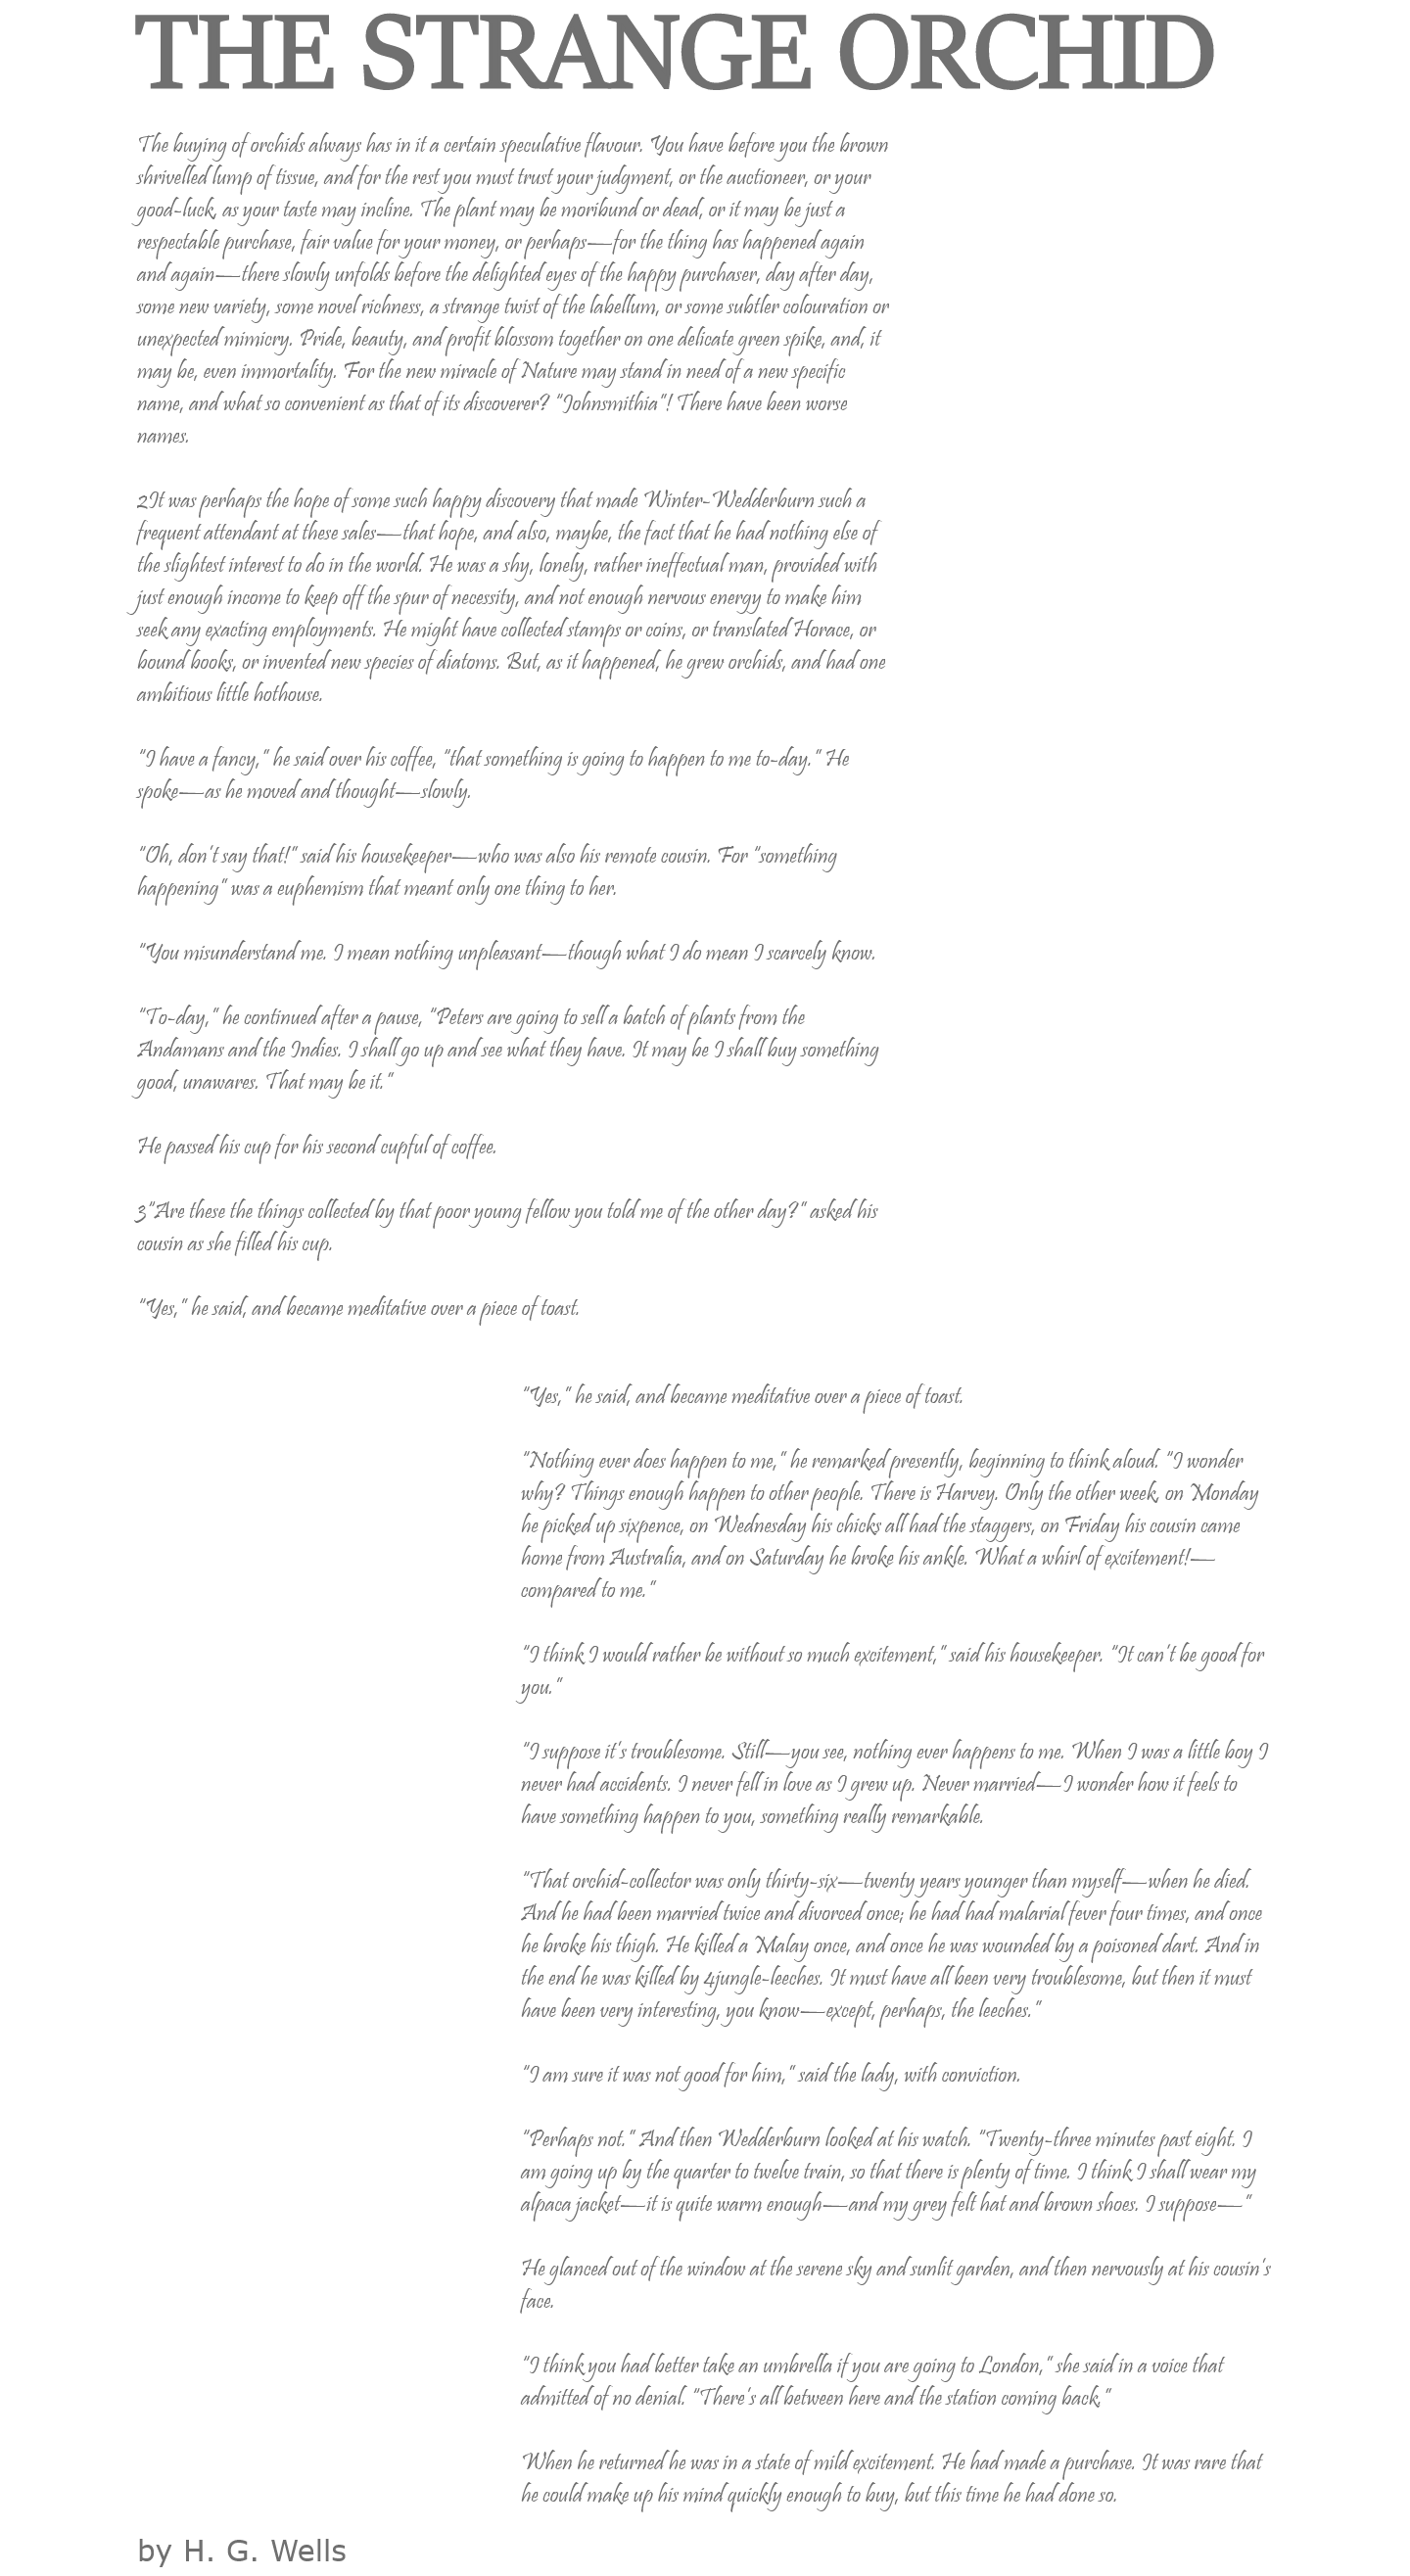 THE STRANGE ORCHID
The buying of orchids always has in it a certain speculative flavour. You have before you the brown
shrivelled lump of tissue, and for the rest you must trust your judgment, or the auctioneer, or your
good-luck, as your taste may incline. The plant may be moribund or dead, or it may be just a
respectable purchase, fair value for your money, or perhaps—for the thing has happened again
and again—there slowly unfolds before the delighted eyes of the happy purchaser, day after day,
some new variety, some novel richness, a strange twist of the labellum, or some subtler colouration or
unexpected mimicry. Pride, beauty, and profit blossom together on one delicate green spike, and, it
may be, even immortality. For the new miracle of Nature may stand in need of a new specific
name, and what so convenient as that of its discoverer? “Johnsmithia”! There have been worse
names.
2It was perhaps the hope of some such happy discovery that made Winter-Wedderburn such a
frequent attendant at these sales—that hope, and also, maybe, the fact that he had nothing else of
the slightest interest to do in the world. He was a shy, lonely, rather ineffectual man, provided with
just enough income to keep off the spur of necessity, and not enough nervous energy to make him
seek any exacting employments. He might have collected stamps or coins, or translated Horace, or
bound books, or invented new species of diatoms. But, as it happened, he grew orchids, and had one
ambitious little hothouse.
“I have a fancy,” he said over his coffee, “that something is going to happen to me to-day.” He
spoke—as he moved and thought—slowly.
“Oh, don’t say that!” said his housekeeper—who was also his remote cousin. For “something
happening” was a euphemism that meant only one thing to her.
“You misunderstand me. I mean nothing unpleasant—though what I do mean I scarcely know.
“To-day,” he continued after a pause, “Peters are going to sell a batch of plants from the
Andamans and the Indies. I shall go up and see what they have. It may be I shall buy something
good, unawares. That may be it.”
He passed his cup for his second cupful of coffee.
3“Are these the things collected by that poor young fellow you told me of the other day?” asked his
cousin as she filled his cup.
“Yes,” he said, and became meditative over a piece of toast.
“Yes,” he said, and became meditative over a piece of toast.
“Nothing ever does happen to me,” he remarked presently, beginning to think aloud. “I wonder
why? Things enough happen to other people. There is Harvey. Only the other week, on Monday
he picked up sixpence, on Wednesday his chicks all had the staggers, on Friday his cousin came
home from Australia, and on Saturday he broke his ankle. What a whirl of excitement!—
compared to me.”
“I think I would rather be without so much excitement,” said his housekeeper. “It can’t be good for
you.”
“I suppose it’s troublesome. Still—you see, nothing ever happens to me. When I was a little boy I
never had accidents. I never fell in love as I grew up. Never married—I wonder how it feels to
have something happen to you, something really remarkable.
“That orchid-collector was only thirty-six—twenty years younger than myself—when he died.
And he had been married twice and divorced once; he had had malarial fever four times, and once
he broke his thigh. He killed a Malay once, and once he was wounded by a poisoned dart. And in
the end he was killed by 4jungle-leeches. It must have all been very troublesome, but then it must
have been very interesting, you know—except, perhaps, the leeches.”
“I am sure it was not good for him,” said the lady, with conviction.
“Perhaps not.” And then Wedderburn looked at his watch. “Twenty-three minutes past eight. I
am going up by the quarter to twelve train, so that there is plenty of time. I think I shall wear my
alpaca jacket—it is quite warm enough—and my grey felt hat and brown shoes. I suppose—”
He glanced out of the window at the serene sky and sunlit garden, and then nervously at his cousin’s
face.
“I think you had better take an umbrella if you are going to London,” she said in a voice that
admitted of no denial. “There’s all between here and the station coming back.”
When he returned he was in a state of mild excitement. He had made a purchase. It was rare that
he could make up his mind quickly enough to buy, but this time he had done so.
by H. G. Wells